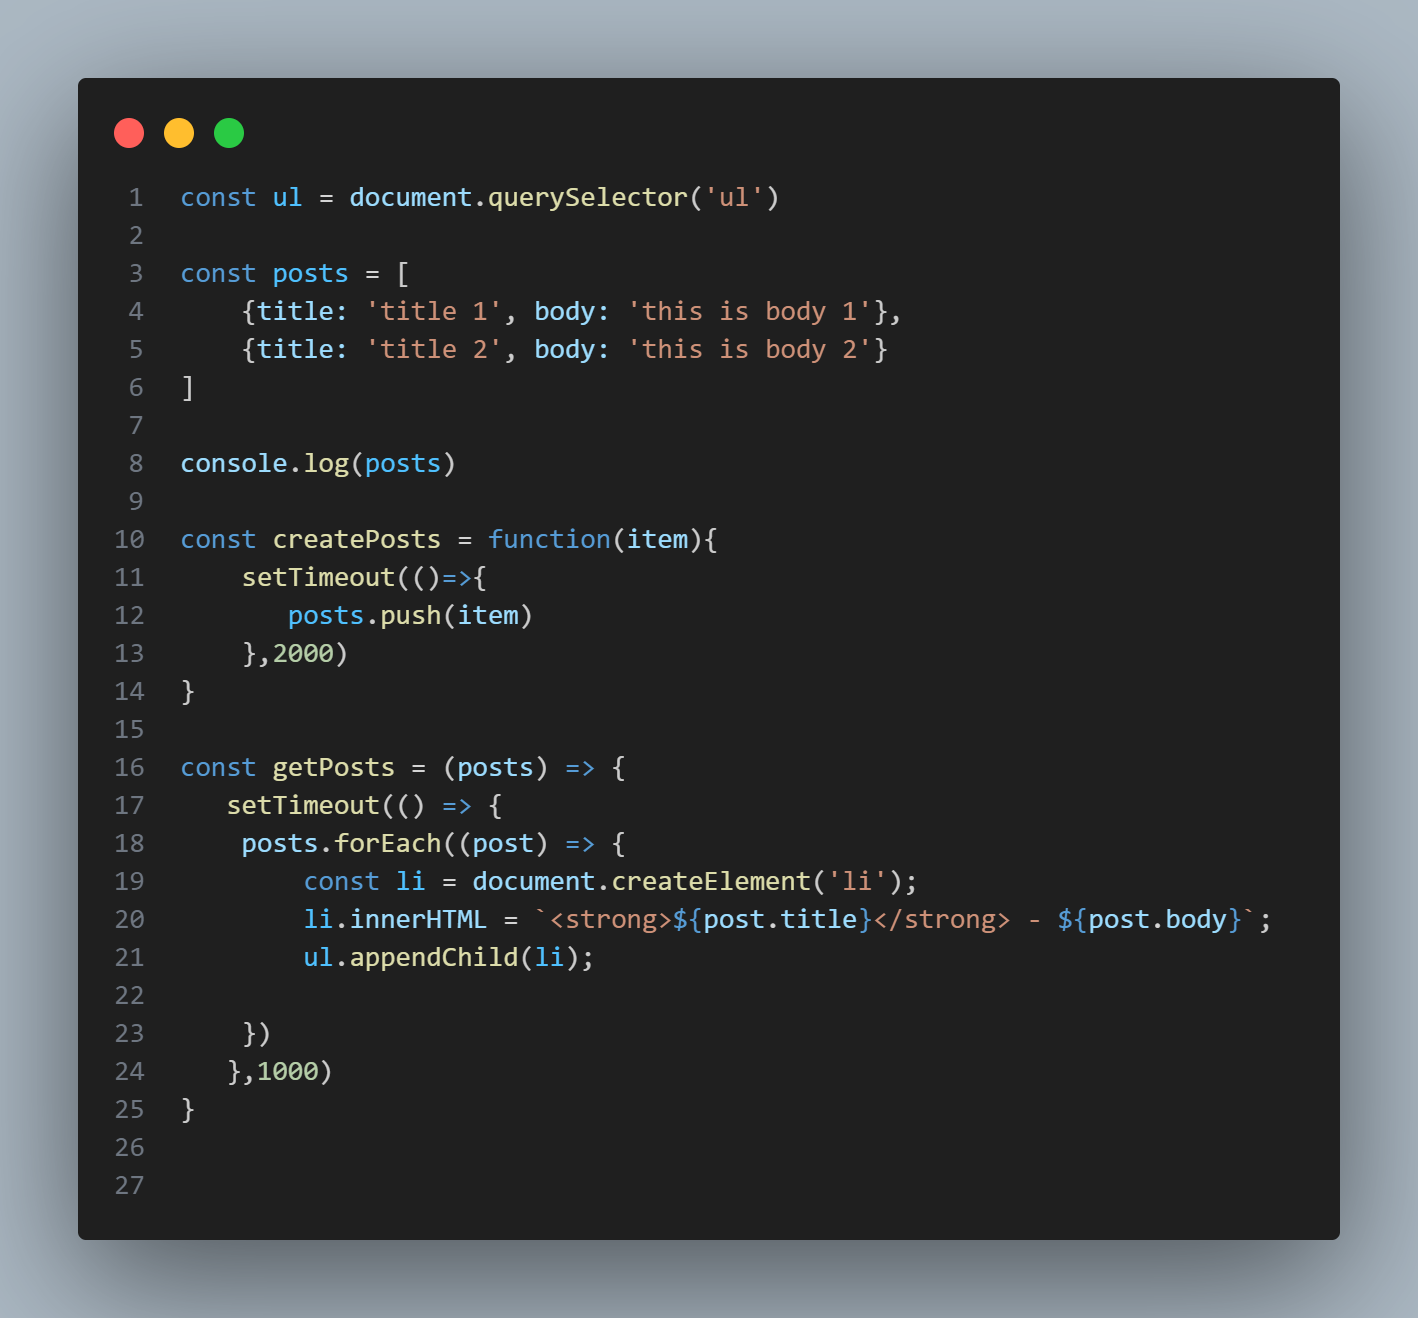 1 const ul = document.querySelector('ul')
2
3 const posts = [
4     {title: 'title 1', body: 'this is body 1'},
5     {title: 'title 2', body: 'this is body 2'}
6 ]
7
8 console.log(posts)
9
10 const createPosts = function(item){
11     setTimeout(()=>{
12        posts.push(item)
13     },2000)
14 }
15
16 const getPosts = (posts) => {
17    setTimeout(() => {
18     posts.forEach((post) => {
19         const li = document.createElement('li');
20         li.innerHTML = `<strong>${post.title}</strong> - ${post.body}`;
21         ul.appendChild(li);
22
23     })
24    },1000)
25 }
26
27